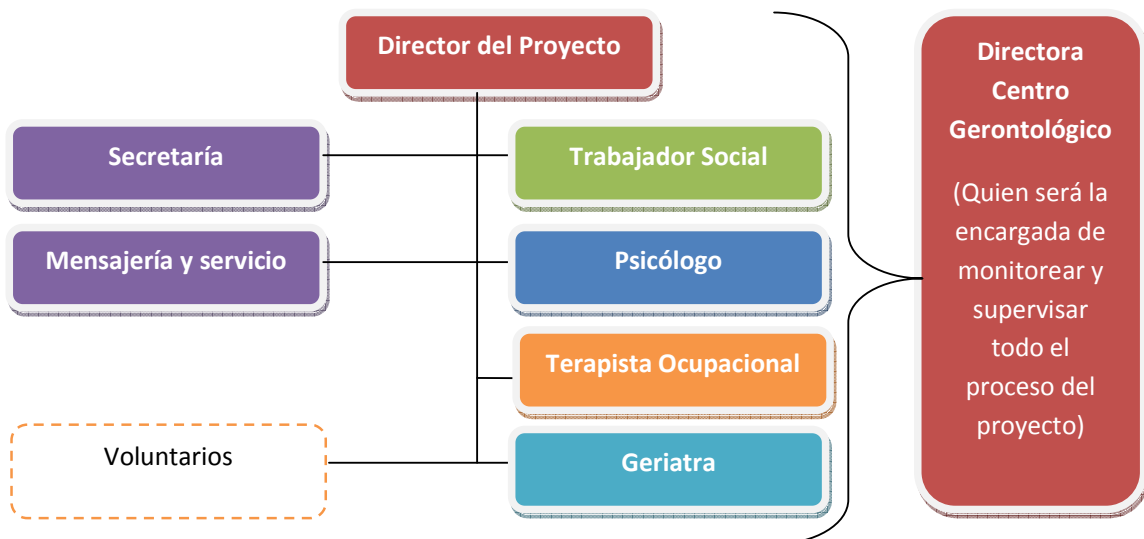 Director del Proyecto
Secretaría
Trabajador Social
Mensajería y servicio
Psicólogo
Terapista Ocupacional
Voluntarios
Geriatra
Directora
Centro
Gerontológico
(Quien será la
encargada de
monitorear y
supervisar
todo el
proceso del
proyecto)